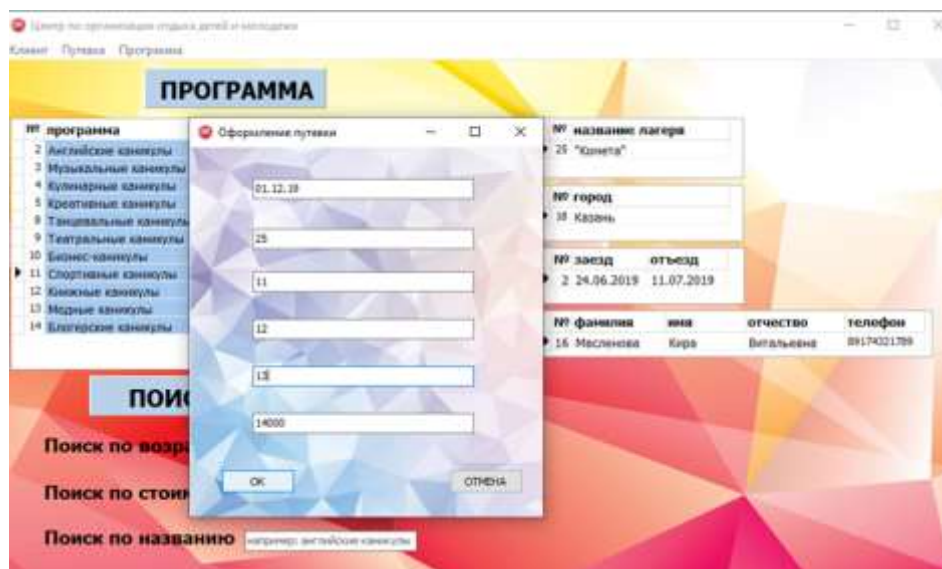 Центр по организации отдыха детей и молодежи
Клиент Путевка Программа
ПРОГРАММА
№ программа
2 Английские каникулы
3 Музыкальные каникулы
4 Кулинарные каникулы
5 Креативные каникулы
8 Танцевальные каникулы
9 Театральные каникулы
10 Бизнес-каникулы
11 Спортивные каникулы
12 Книжные каникулы
13 Модные каникулы
14 Блогерские каникулы
Оформление путевки
01.12.19
25
11
12
13
14000
ОК ОТМЕНА
№ название лагеря
25 "Комета"
№ город
18 Казань
№ заезд отъезд
2 24.06.2019 11.07.2019
№ фамилия имя отчество телефон
16 Масленова Кира Витальевна 89174321789
ПОИС
Поиск по возра
Поиск по стоим
Поиск по названию например: английские каникулы